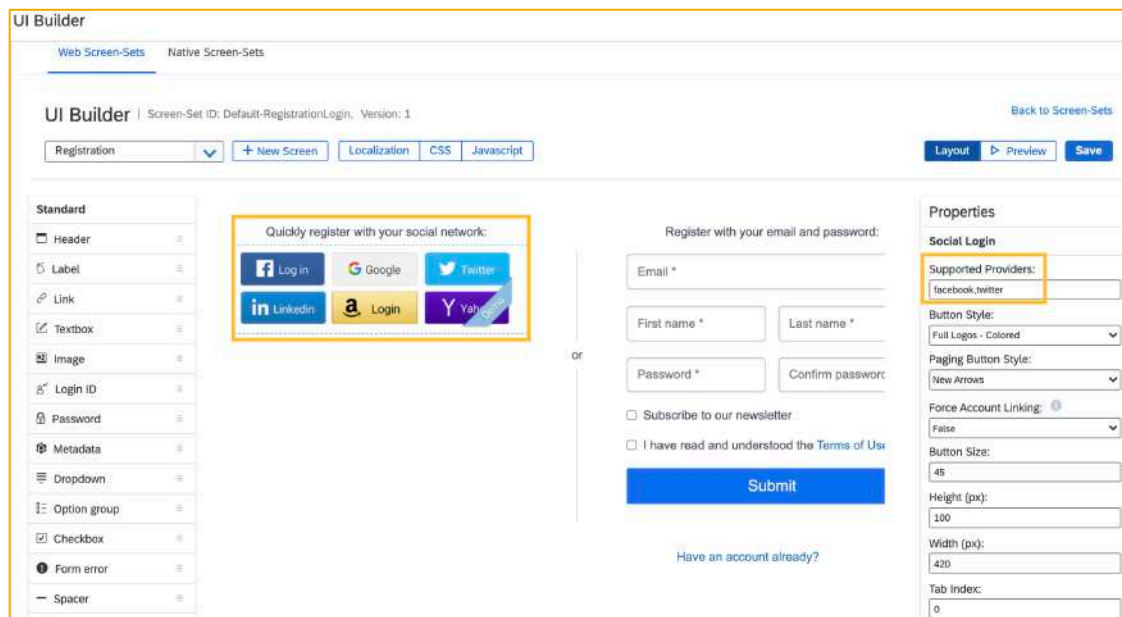 UI Builder
Web Screen-Sets Native Screen-Sets
UI Builder | Screen-Set ID: Default-RegistrationLogin, Version: 1
Back to Screen-Sets
Registration
+ New Screen
Localization CSS Javascript
Layout Preview Save
Standard
Header
Label
Link
Textbox
Image
Login ID
Password
Metadata
Dropdown
Option group
Checkbox
Form error
Spacer
Quickly register with your social network:
Log in Google Twitter
Linkedin Login Yah
Demo
or
Register with your email and password:
Email *
First name * Last name *
Password * Confirm password
Subscribe to our newsletter
I have read and understood the Terms of Use
Submit
Have an account already?
Properties
Social Login
Supported Providers:
facebook,twitter
Button Style:
Full Logos - Colored
Paging Button Style:
New Arrows
Force Account Linking:
False
Button Size:
45
Height (px):
100
Width (px):
420
Tab Index:
0